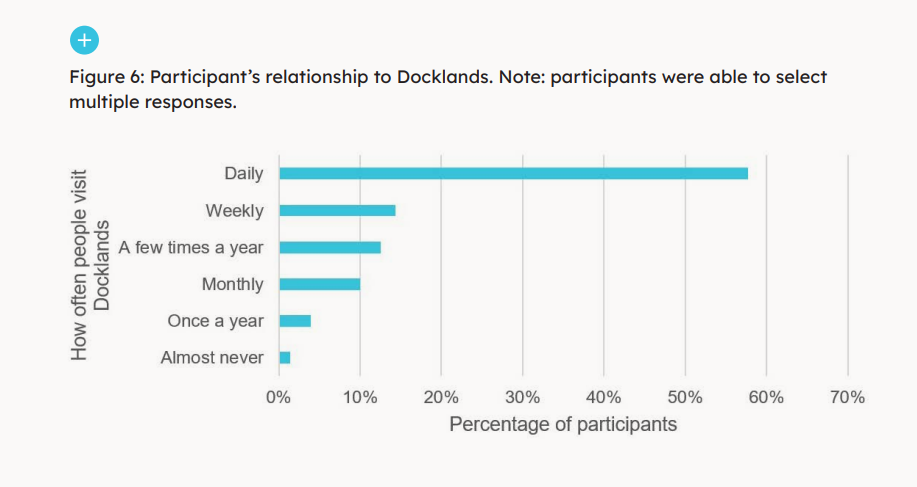 Figure 6: Participant’s relationship to Docklands. Note: participants were able to select
multiple responses.
How often people visit
Docklands
Daily
Weekly
A few times a year
Monthly
Once a year
Almost never
0% 10% 20% 30% 40% 50% 60% 70%
Percentage of participants